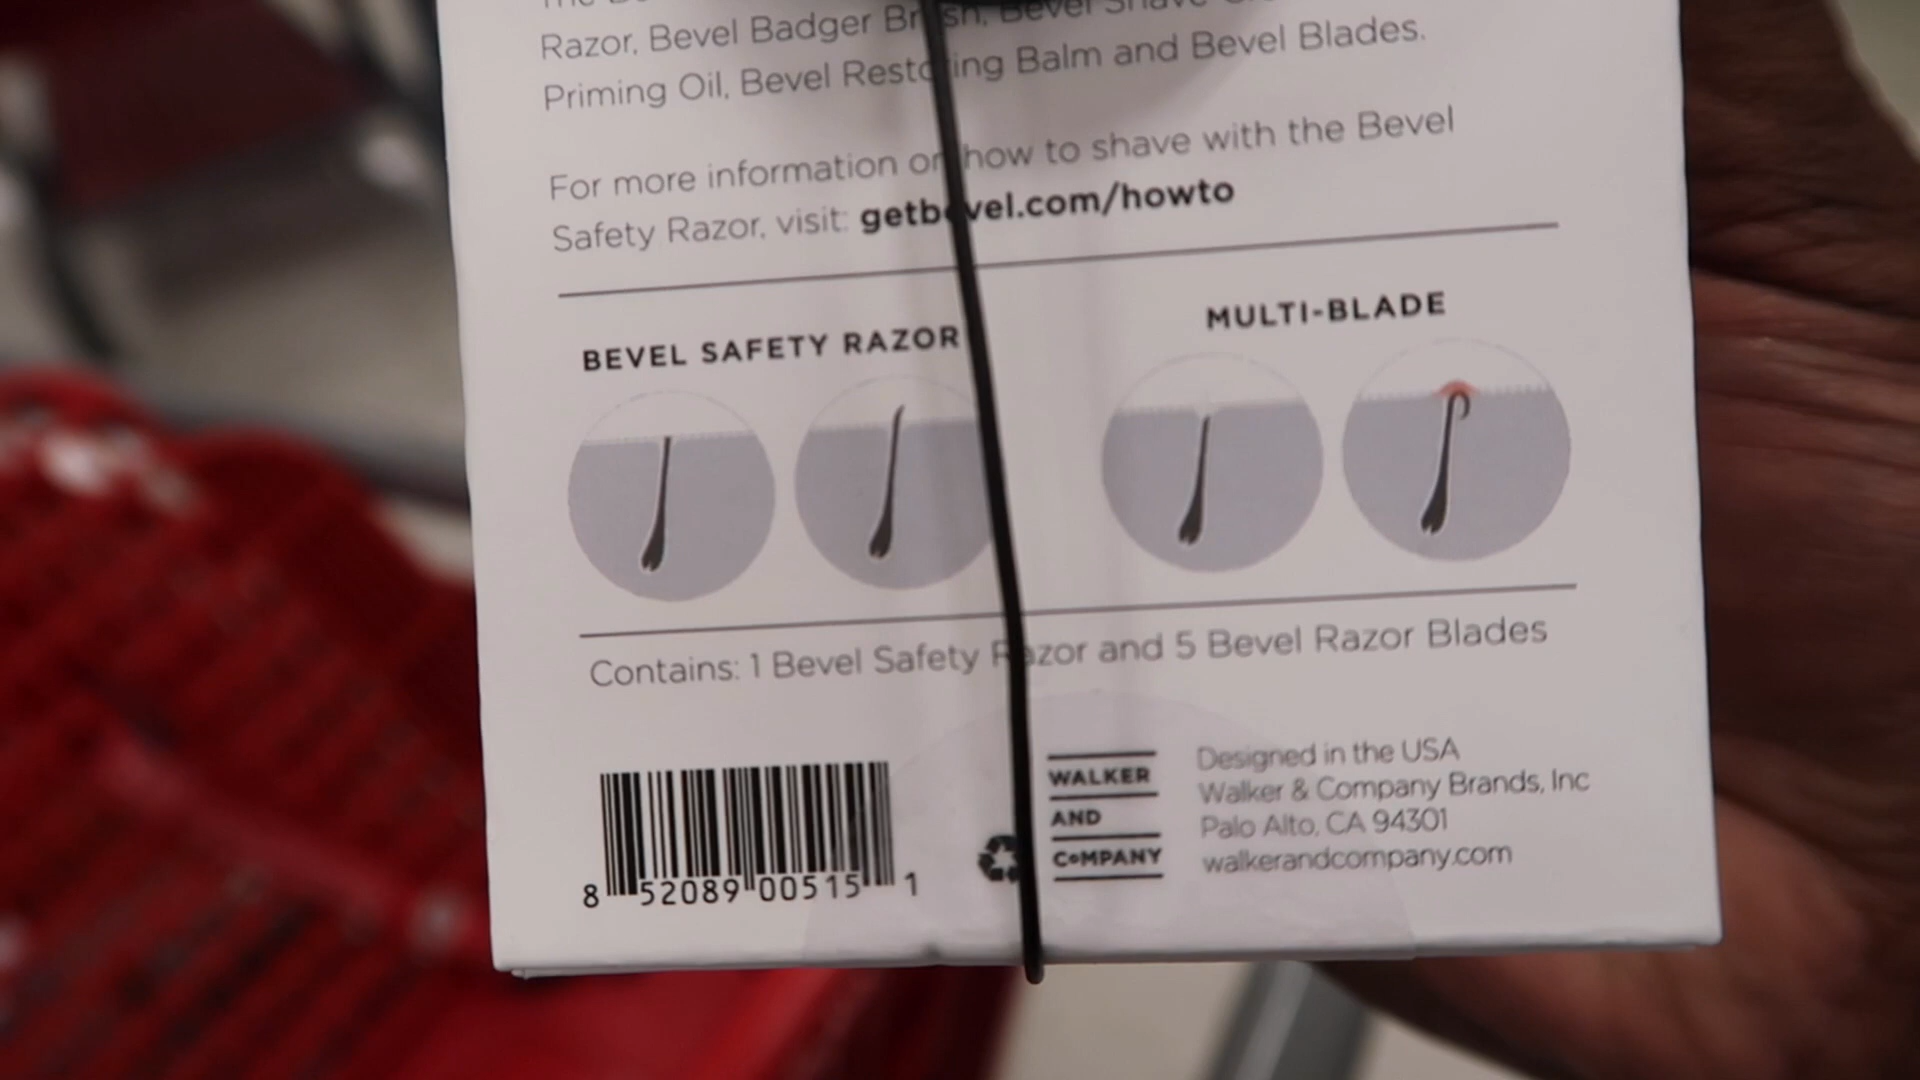 Razor, Bevel Badger Brush, Bevel Shave
Priming Oil, Bevel Restoring Balm and Bevel Blades.
For more information on how to shave with the Bevel
Safety Razor, visit: getbevel.com/howto
BEVEL SAFETY RAZOR
MULTI-BLADE
Contains: 1 Bevel Safety Razor and 5 Bevel Razor Blades
8 52089 00515 1
WALKER
AND
COMPANY
Designed in the USA
Walker & Company Brands, Inc
Palo Alto, CA 94301
walkerandcompany.com